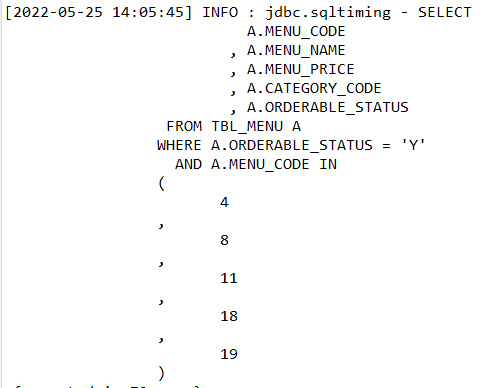 [2022-05-25 14:05:45] INFO : jdbc.sqltiming - SELECT
A.MENU_CODE
, A.MENU_NAME
, A.MENU_PRICE
, A.CATEGORY_CODE
, A.ORDERABLE_STATUS
FROM TBL_MENU A
WHERE A.ORDERABLE_STATUS = 'Y'
AND A.MENU_CODE IN
(
4
,
8
,
11
,
18
,
19
)